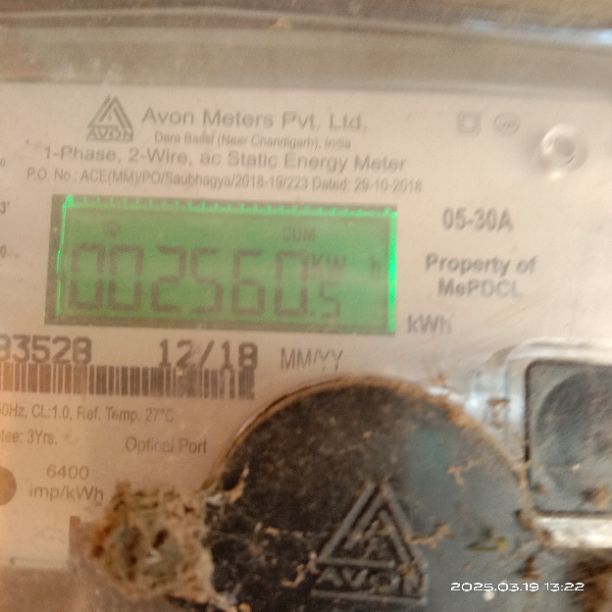 AVON
Avon Meters Pvt. Ltd.
Dera Bassi (Near Chandigarh), India
1-Phase, 2-Wire, ac Static Energy Meter
P.O. No.: ACE(MM)/PO/Saubhagya/2018-19/223 Dated: 29-10-2018
05-30A
CUM
002560.5 KW h
Property of
MePDCL
kWh
83528 12/18 MM/YY
50Hz, CL:1.0, Ref. Temp. 27°C
3Yrs.
Optical Port
6400
imp/kWh
AVON
2025.03.19 13:22